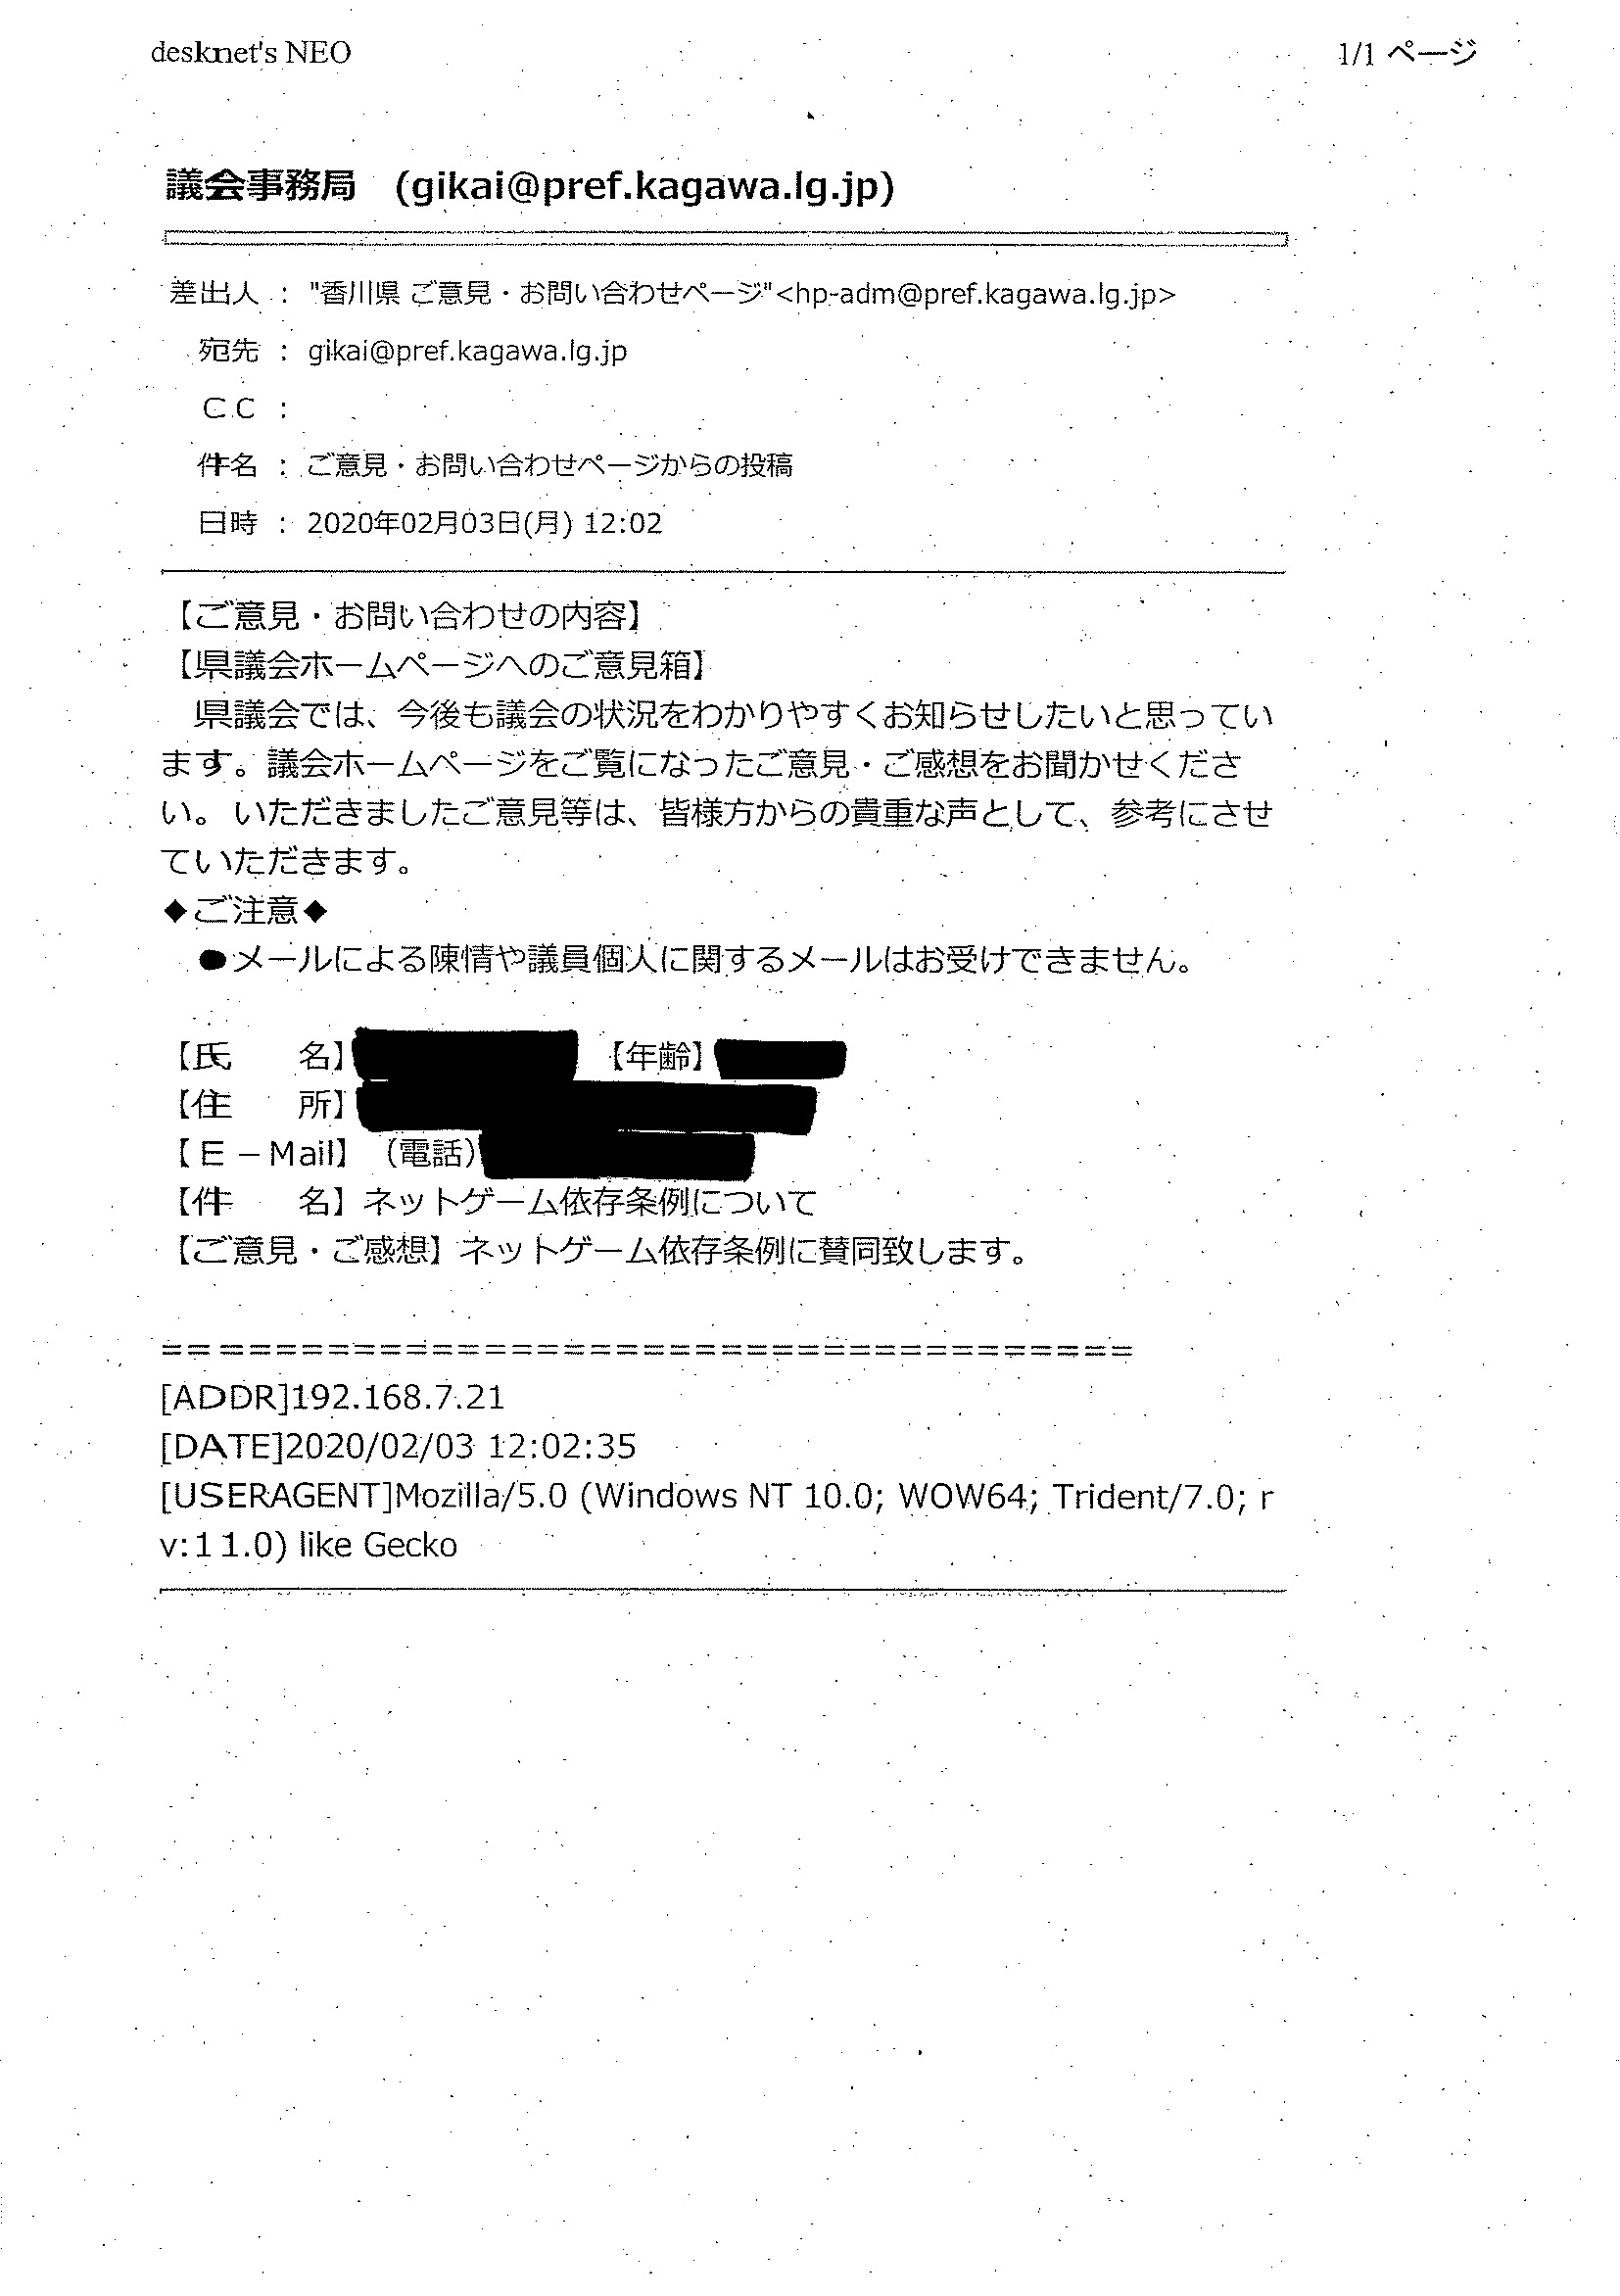 desknet's NEO
1/1 ページ
議会事務局 (gikai@pref.kagawa.lg.jp)
差出人 : "香川県 ご意見・お問い合わせページ"<hp-adm@pref.kagawa.lg.jp>
宛先 : gikai@pref.kagawa.lg.jp
CC :
件名 : ご意見・お問い合わせページからの投稿
日時 : 2020年02月03日(月) 12:02
【ご意見・お問い合わせの内容】
【県議会ホームページへのご意見箱】
県議会では、今後も議会の状況をわかりやすくお知らせしたいと思ってい
ます。議会ホームページをご覧になったご意見・ご感想をお聞かせくださ
い。いただきましたご意見等は、皆様方からの貴重な声として、参考にさせ
ていただきます。
◆ご注意◆
●メールによる陳情や議員個人に関するメールはお受けできません。
【氏　　名】 【年齢】
【住　　所】
【Ｅ－Mail】（電話）
【件　　名】ネットゲーム依存条例について
【ご意見・ご感想】ネットゲーム依存条例に賛同致します。
======================================
[ADDR]192.168.7.21
[DATE]2020/02/03 12:02:35
[USERAGENT]Mozilla/5.0 (Windows NT 10.0; WOW64; Trident/7.0; r
v:11.0) like Gecko